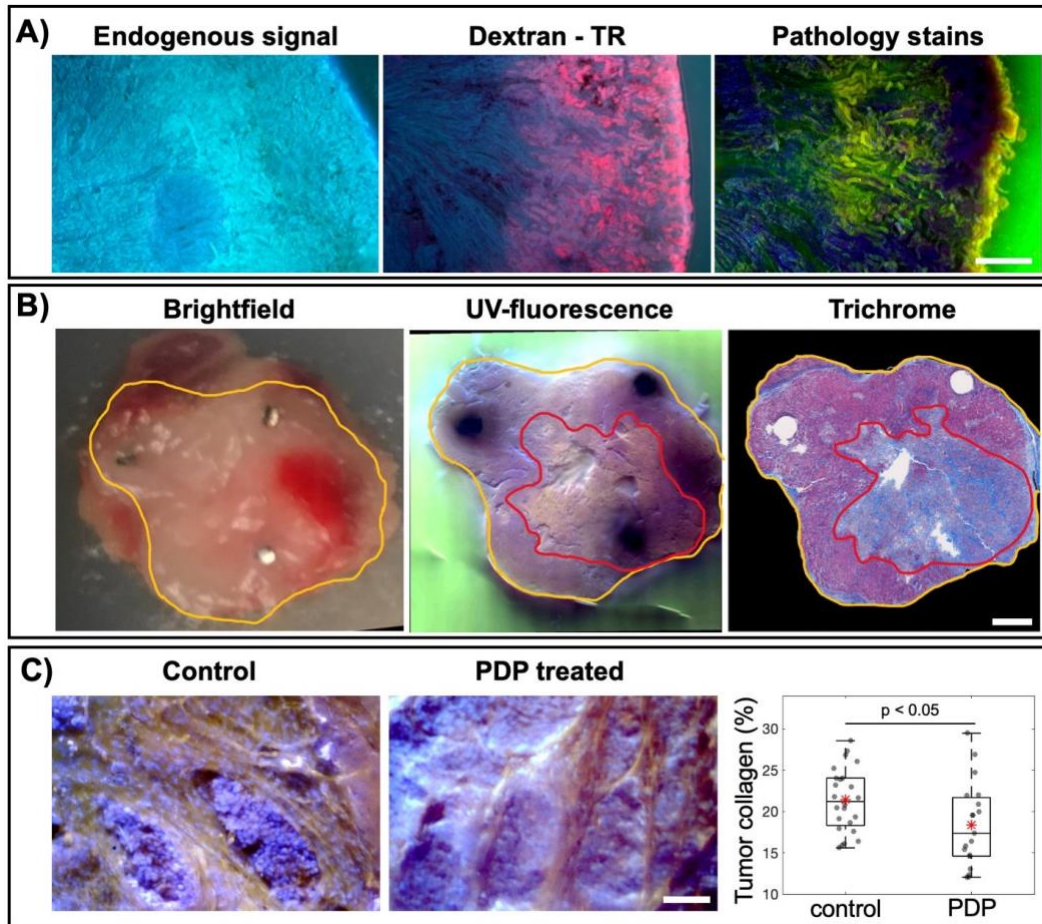 A)
Endogenous signal
Dextran - TR
Pathology stains
B)
Brightfield
UV-fluorescence
Trichrome
C)
Control
PDP treated
Tumor collagen (%)
p < 0.05
30
25
20
15
10
control
PDP